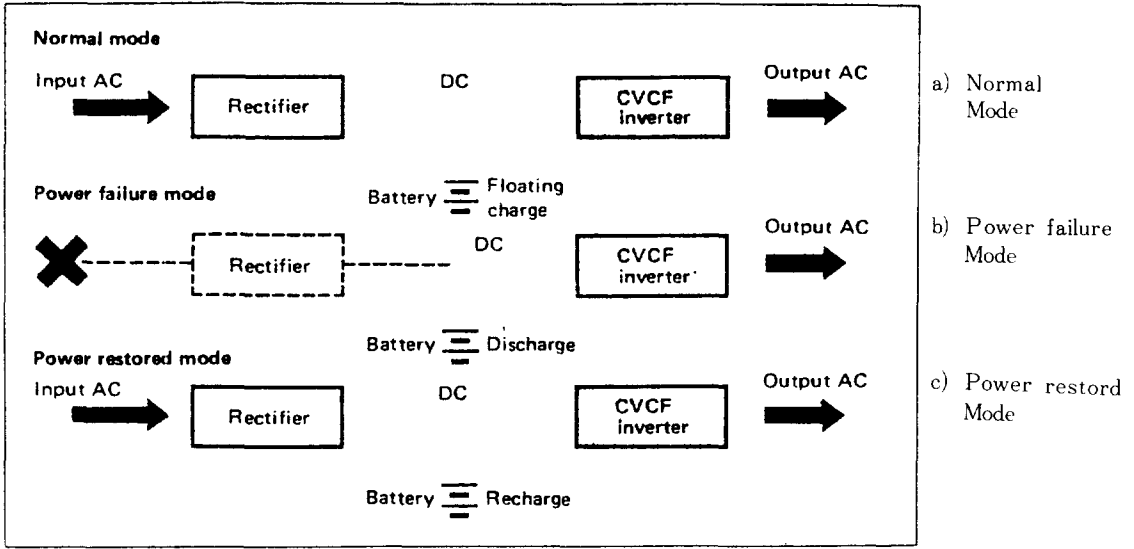 Normal mode
Input AC
Rectifier
DC
CVCF
inverter
Output AC
a) Normal
Mode
Power failure mode
Battery
Floating
charge
Rectifier
DC
CVCF
inverter
Output AC
b) Power failure
Mode
Battery
Discharge
Power restored mode
Input AC
Rectifier
DC
CVCF
inverter
Output AC
c) Power restord
Mode
Battery
Recharge